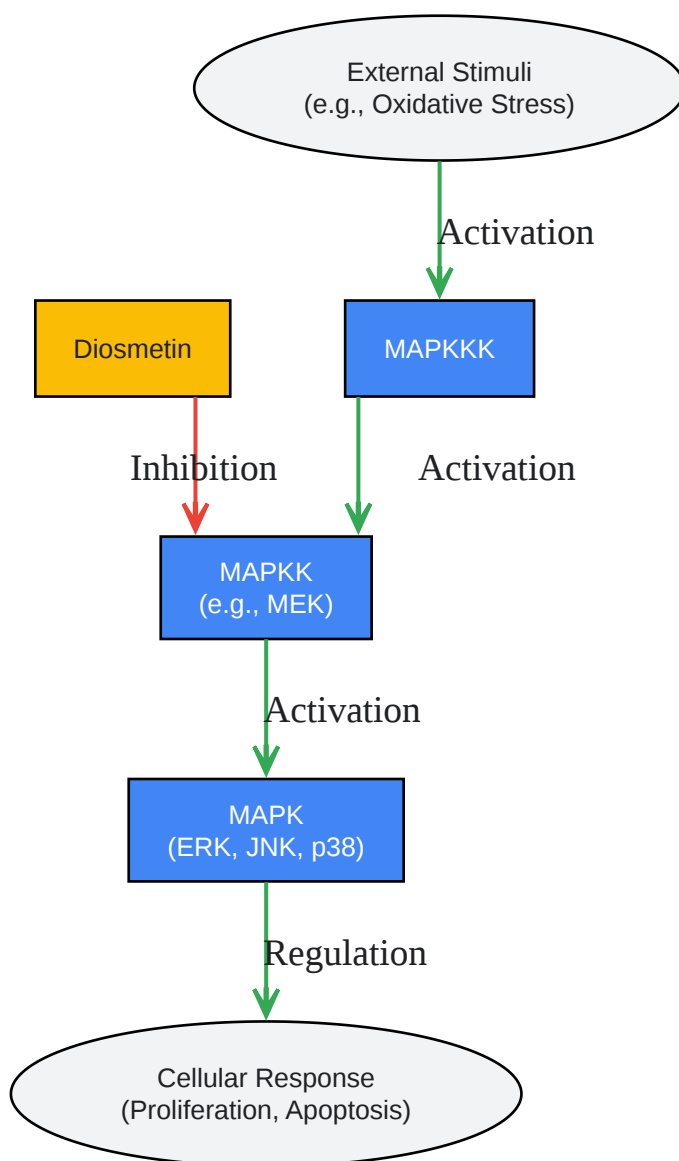 External Stimuli
(e.g., Oxidative Stress)
Activation
Diosmetin
MAPKKK
Inhibition
Activation
MAPKK
(e.g., MEK)
Activation
MAPK
(ERK, JNK, p38)
Regulation
Cellular Response
(Proliferation, Apoptosis)